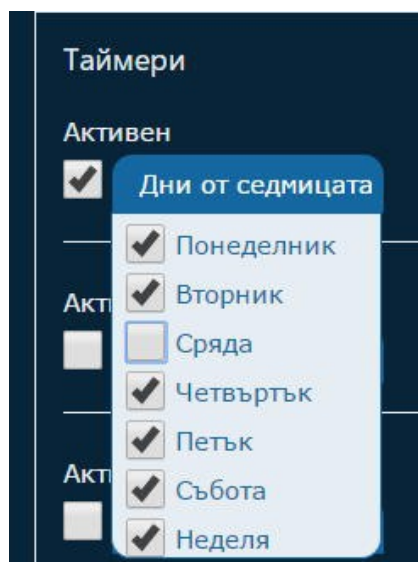 Таймери
Активен
Дни от седмицата
Понеделник
Вторник
Сряда
Четвъртък
Петък
Събота
Неделя